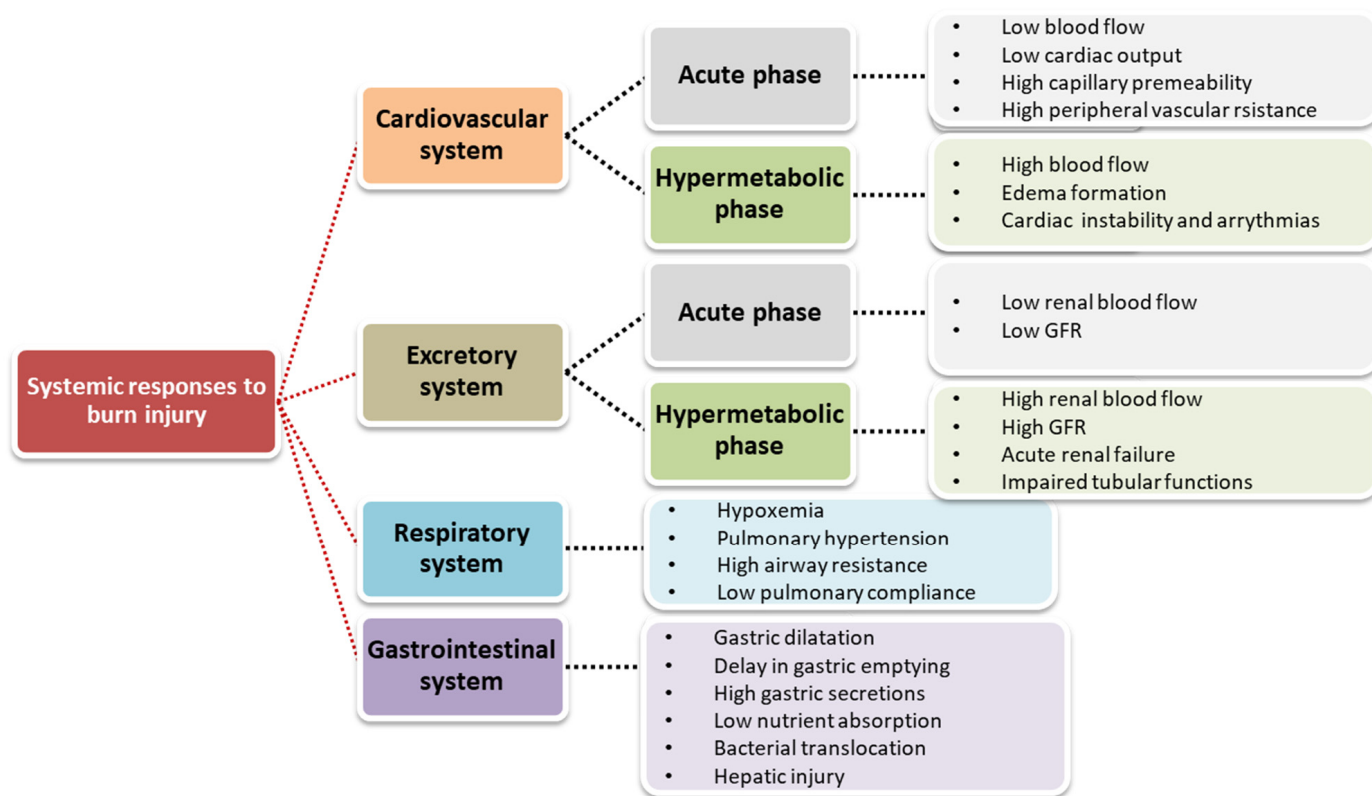 Systemic responses to
burn injury
Cardiovascular
system
Acute phase
• Low blood flow
• Low cardiac output
• High capillary premeability
• High peripheral vascular rsistance
Hypermetabolic
phase
• High blood flow
• Edema formation
• Cardiac instability and arrythmias
Excretory
system
Acute phase
• Low renal blood flow
• Low GFR
Hypermetabolic
phase
• High renal blood flow
• High GFR
• Acute renal failure
• Impaired tubular functions
Respiratory
system
• Hypoxemia
• Pulmonary hypertension
• High airway resistance
• Low pulmonary compliance
Gastrointestinal
system
• Gastric dilatation
• Delay in gastric emptying
• High gastric secretions
• Low nutrient absorption
• Bacterial translocation
• Hepatic injury